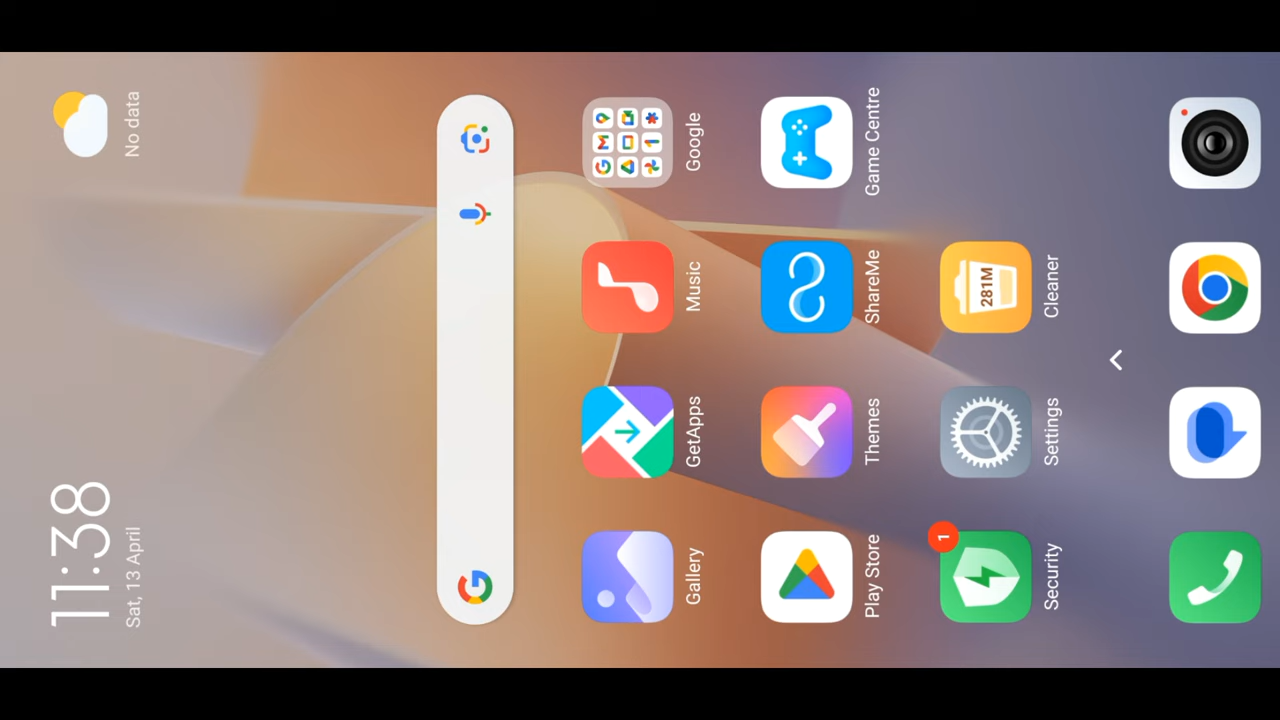 11:38
Sat, 13 April
No data
Gallery
GetApps
Music
Google
Play Store
Themes
ShareMe
Game Centre
1
281M
Security
Settings
Cleaner